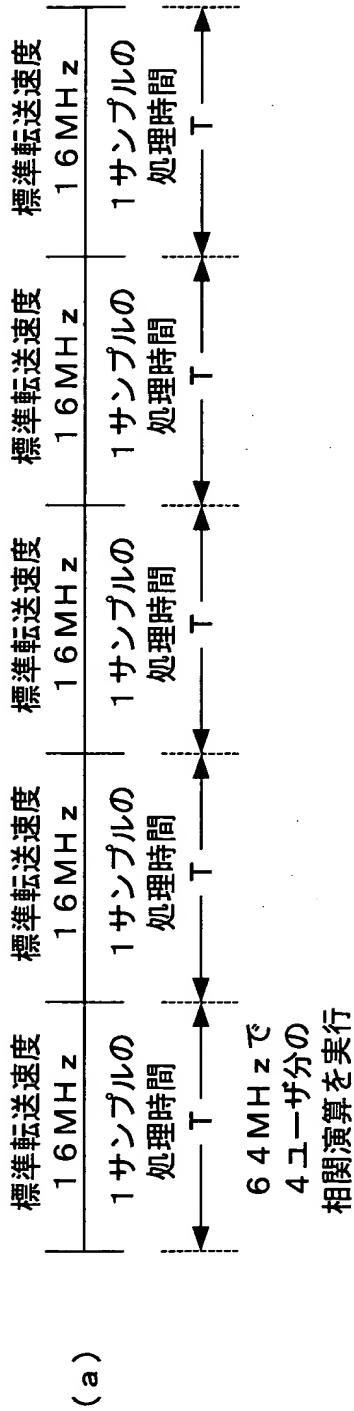 (a)
標準転送速度
16MHz
1サンプルの
処理時間
T
64MHzで
4ユーザ分の
相関演算を実行
標準転送速度
16MHz
1サンプルの
処理時間
T
標準転送速度
16MHz
1サンプルの
処理時間
T
標準転送速度
16MHz
1サンプルの
処理時間
T
標準転送速度
16MHz
1サンプルの
処理時間
T